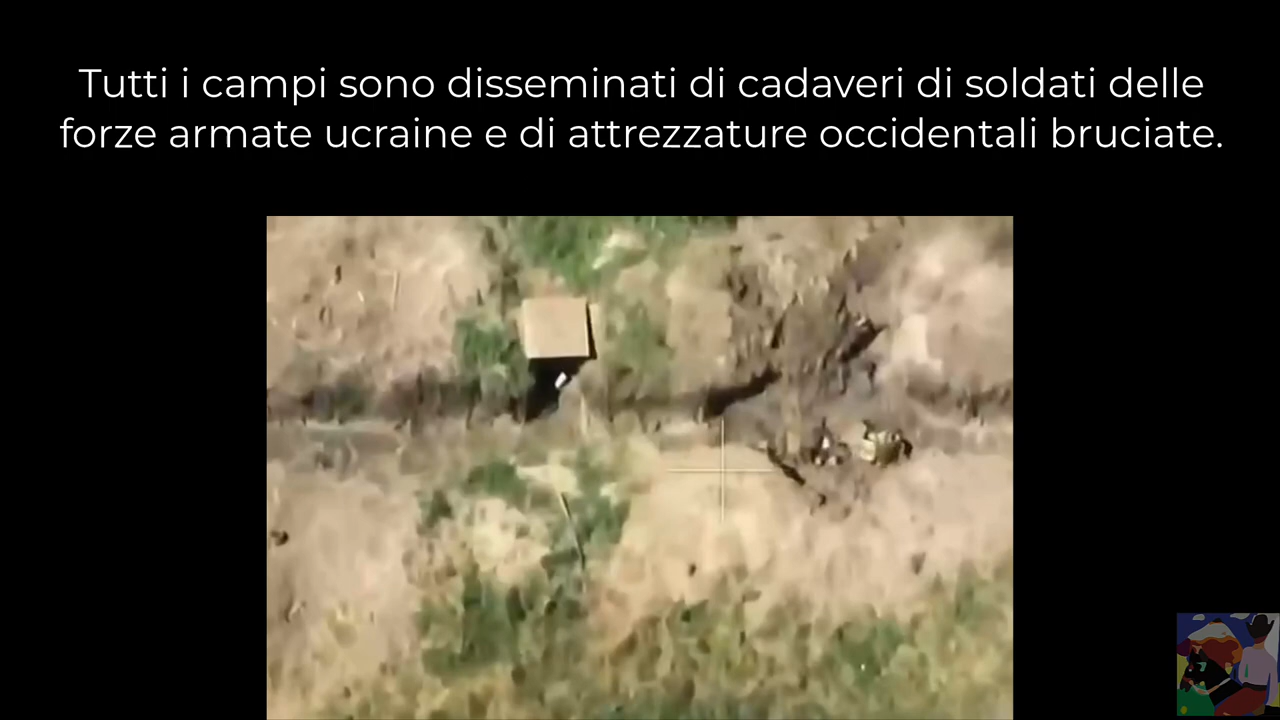 Tutti i campi sono disseminati di cadaveri di soldati delle
forze armate ucraine e di attrezzature occidentali bruciate.